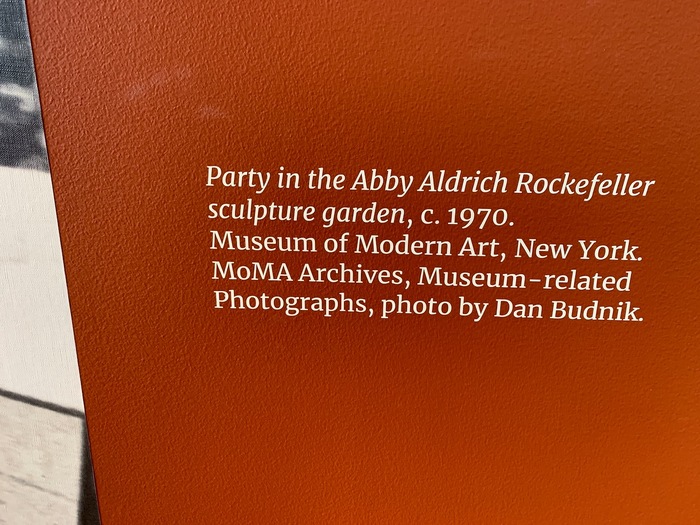 Party in the Abby Aldrich Rockefeller
sculpture garden, c. 1970.
Museum of Modern Art, New York.
MoMA Archives, Museum-related
Photographs, photo by Dan Budnik.